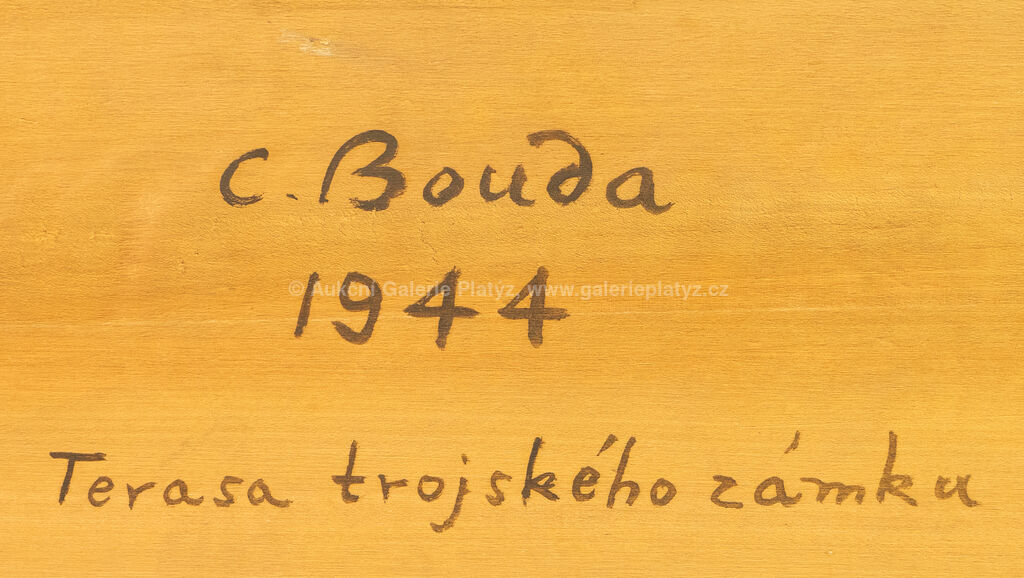 C. Bouda
1944
© Aukční Galerie Platýz, www.galerieplatyz.cz
Terasa trojského zámku